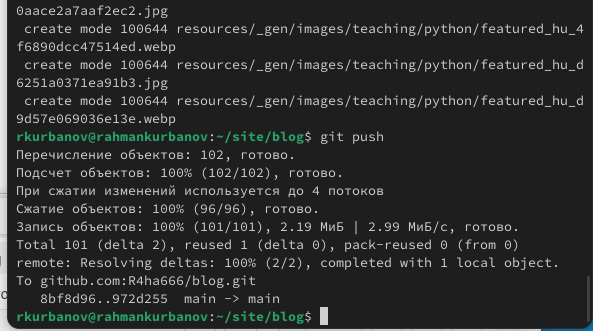 0aace2a7aaf2ec2.jpg
 create mode 100644 resources/_gen/images/teaching/python/featured_hu_4
f6890dcc47514ed.webp
 create mode 100644 resources/_gen/images/teaching/python/featured_hu_d
6251a0371ea91b3.jpg
 create mode 100644 resources/_gen/images/teaching/python/featured_hu_d
9d57e069036e13e.webp
rkurbanov@rahmankurbanov:~/site/blog$ git push
Перечисление объектов: 102, готово.
Подсчет объектов: 100% (102/102), готово.
При сжатии изменений используется до 4 потоков
Сжатие объектов: 100% (96/96), готово.
Запись объектов: 100% (101/101), 2.19 МиБ | 2.99 МиБ/с, готово.
Total 101 (delta 2), reused 1 (delta 0), pack-reused 0 (from 0)
remote: Resolving deltas: 100% (2/2), completed with 1 local object.
To github.com:R4ha666/blog.git
   8bf8d96..972d255  main -> main
rkurbanov@rahmankurbanov:~/site/blog$